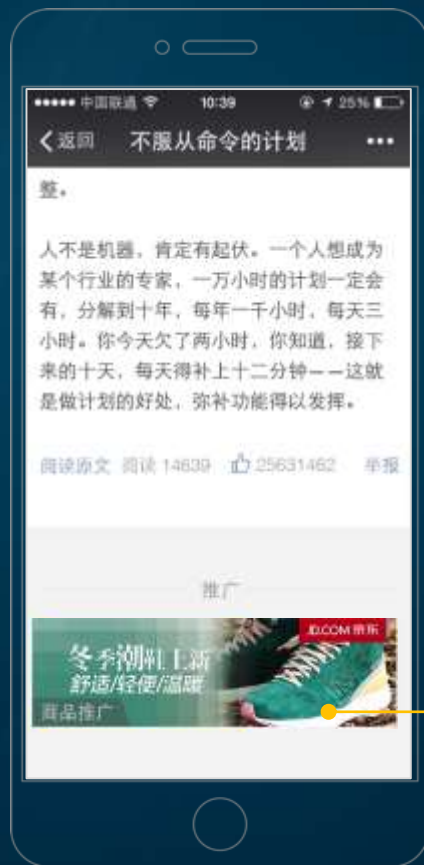 中国联通 10:39 25%
返回 不服从命令的计划
整。
人不是机器，肯定有起伏。一个人想成为
某个行业的专家，一万小时的计划一定会
有，分解到十年，每年一千小时，每天三
小时。你今天欠了两小时，你知道，接下
来的十天，每天得补上十二分钟——这就
是做计划的好处，弥补功能得以发挥。
阅读原文 阅读 14639 25631462 举报
推广
JD.COM 京东
冬季潮鞋上新
舒适/轻便/温暖
商品推广